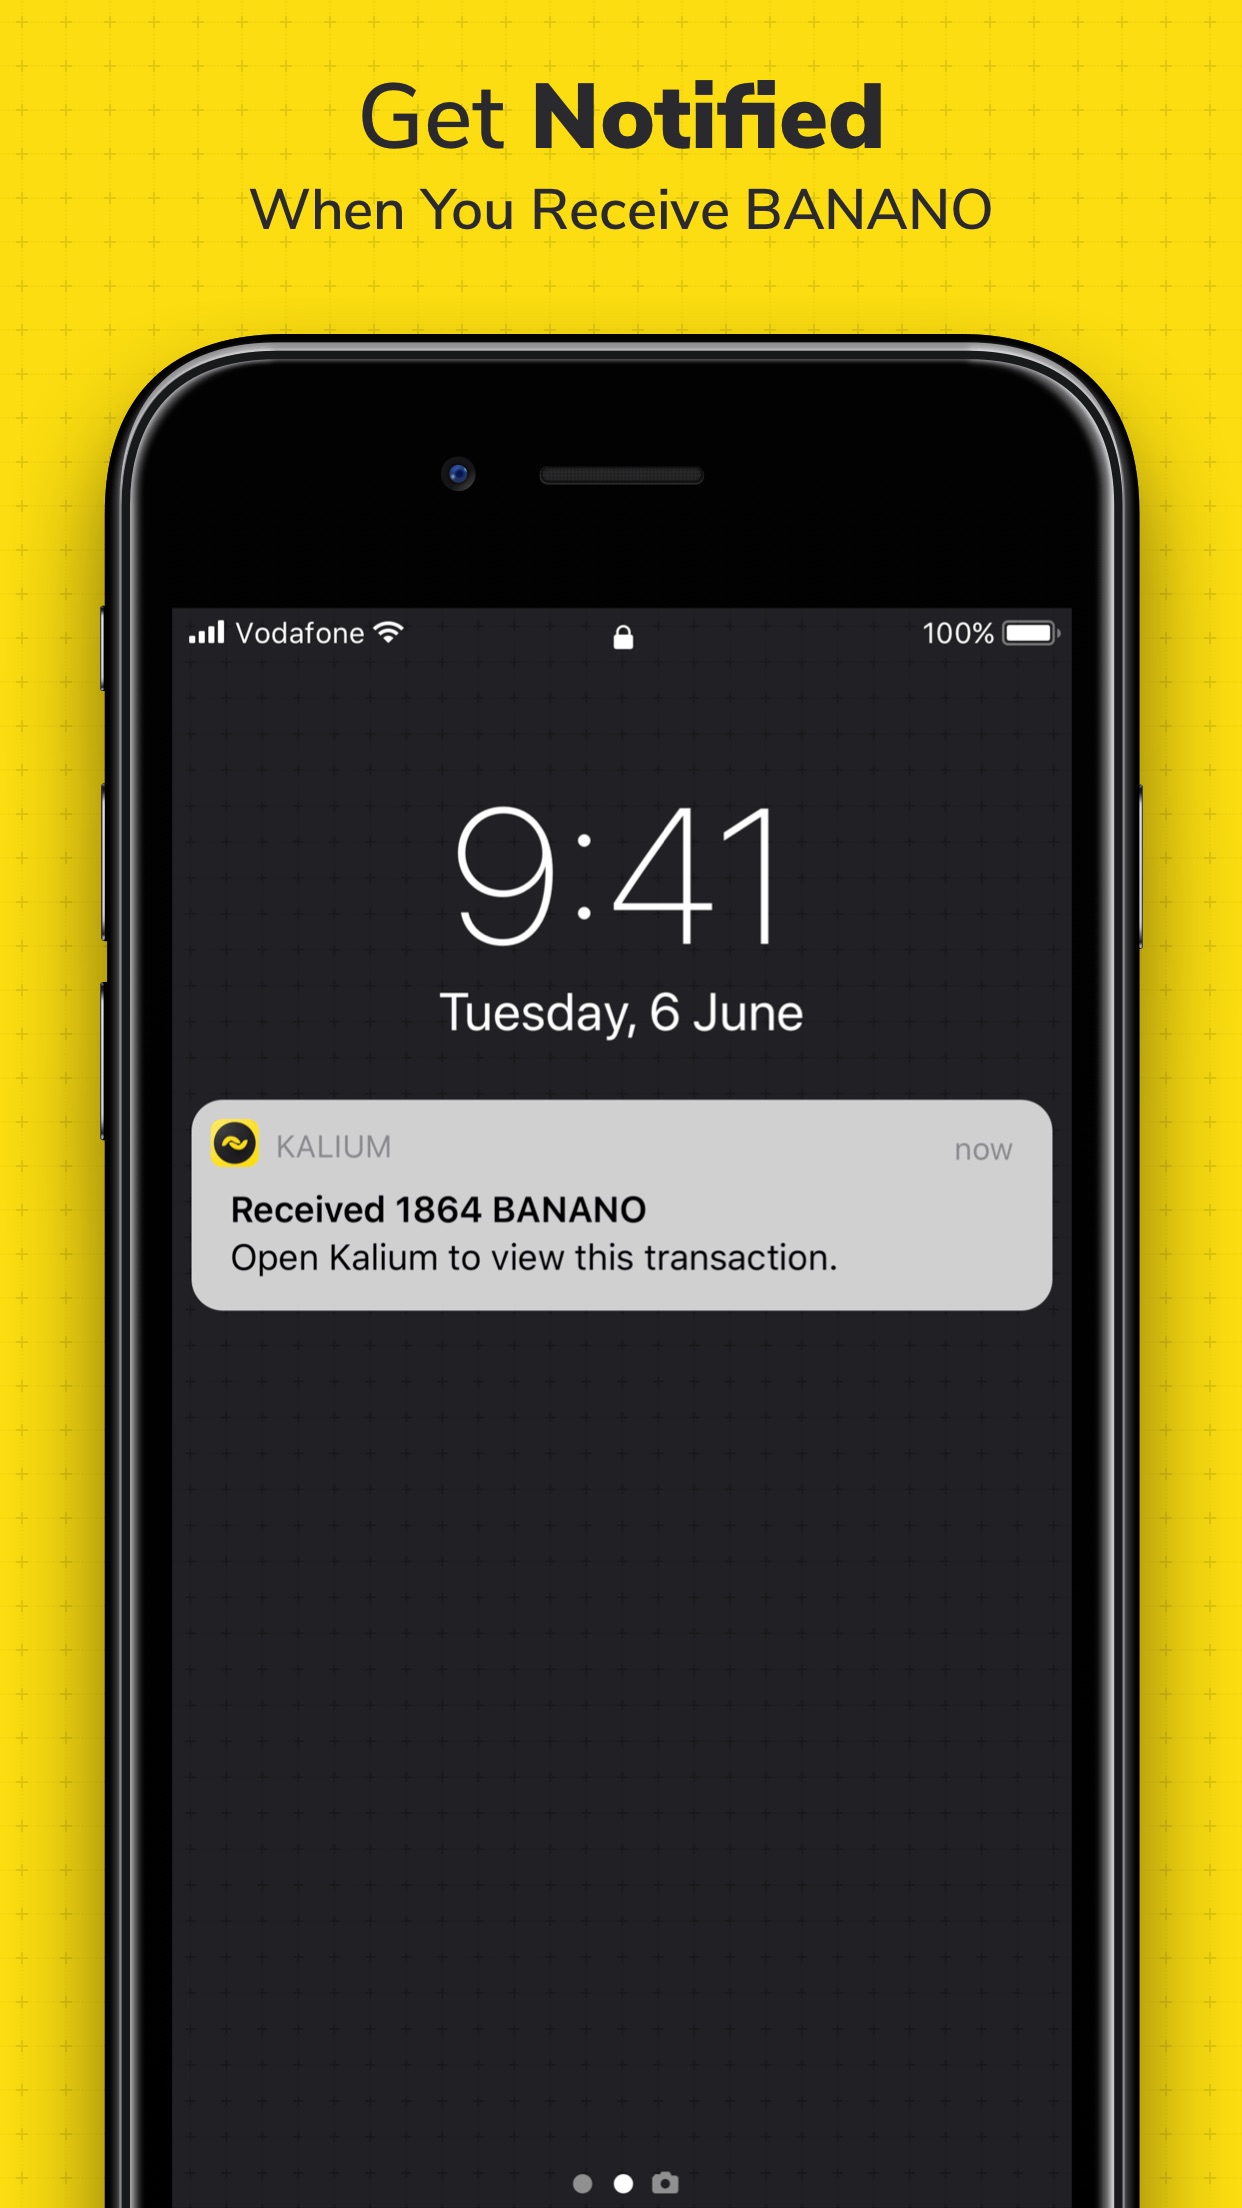 Get Notified
When You Receive BANANO
Vodafone
100%
9:41
Tuesday, 6 June
KALIUM
now
Received 1864 BANANO
Open Kalium to view this transaction.